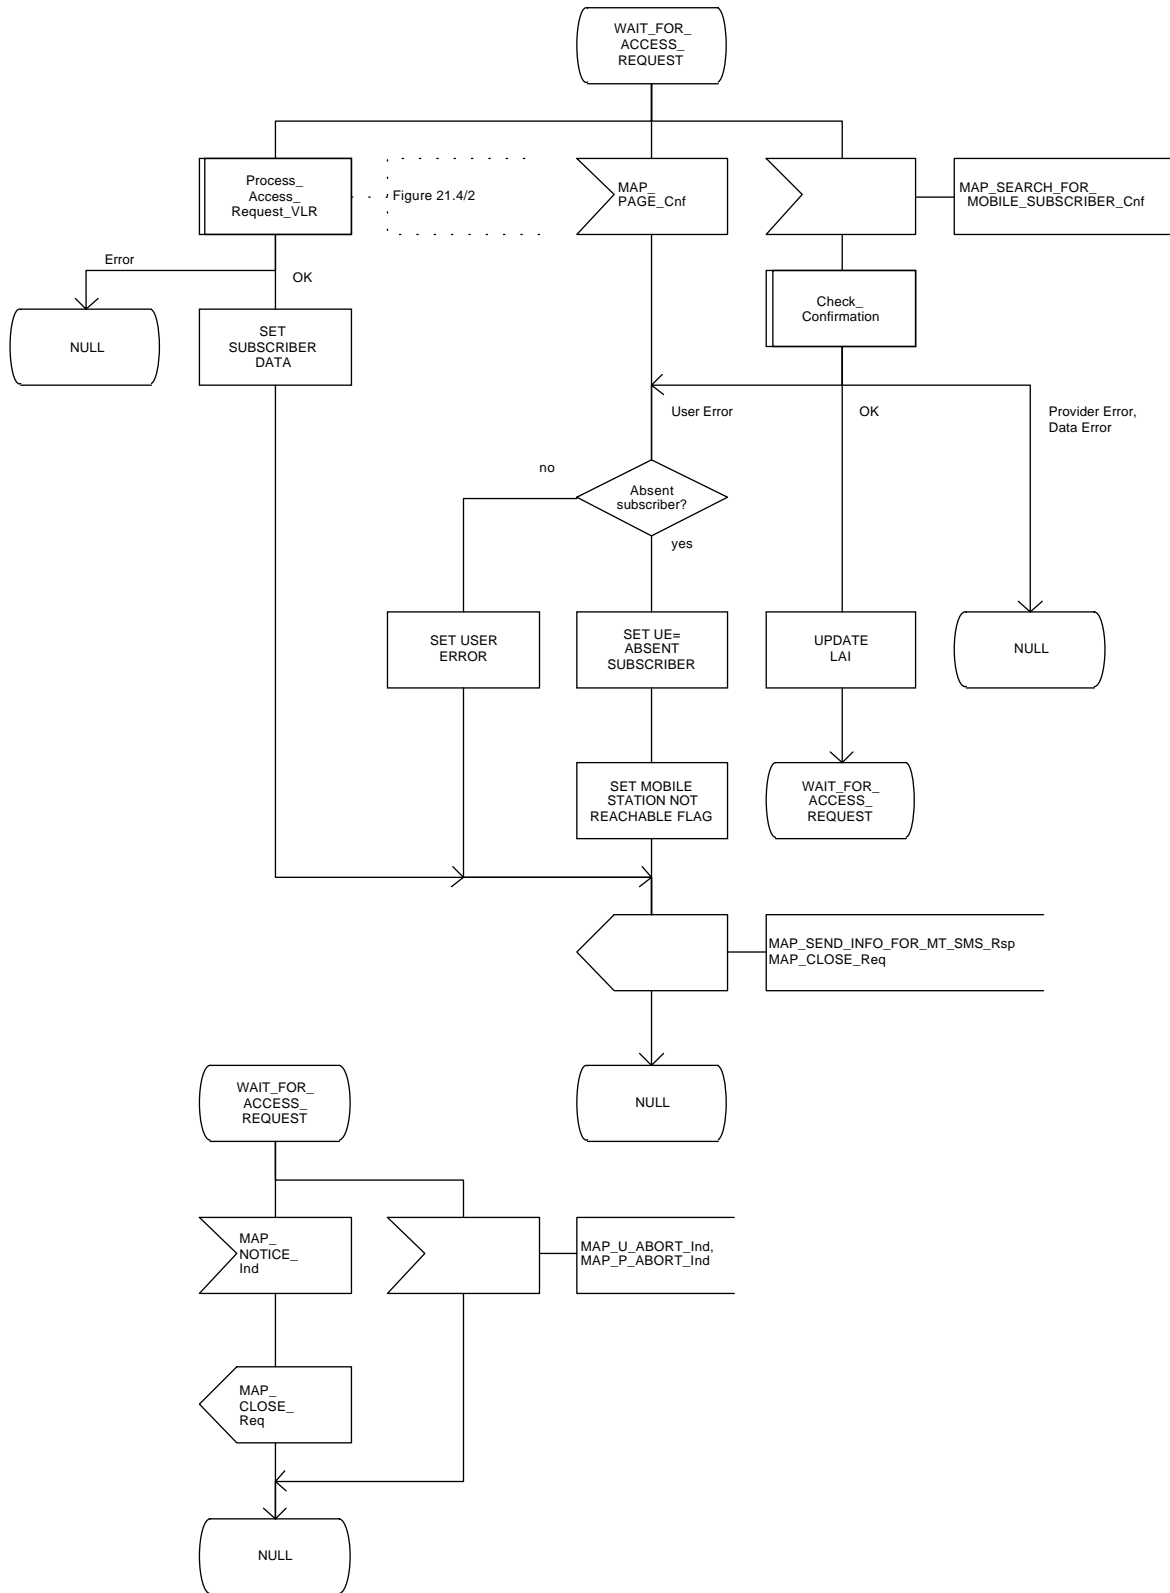 WAIT_FOR_
ACCESS_
REQUEST
Process_
Access_
Request_VLR
Figure 21.4/2
MAP_
PAGE_Cnf
MAP_SEARCH_FOR_
MOBILE_SUBSCRIBER_Cnf
Error
OK
Check_
Confirmation
NULL
SET
SUBSCRIBER
DATA
User Error
OK
Provider Error,
Data Error
no
Absent
subscriber?
yes
SET USER
ERROR
SET UE=
ABSENT
SUBSCRIBER
UPDATE
LAI
NULL
SET MOBILE
STATION NOT
REACHABLE FLAG
WAIT_FOR_
ACCESS_
REQUEST
MAP_SEND_INFO_FOR_MT_SMS_Rsp
MAP_CLOSE_Req
WAIT_FOR_
ACCESS_
REQUEST
NULL
MAP_
NOTICE_
Ind
MAP_U_ABORT_Ind,
MAP_P_ABORT_Ind
MAP_
CLOSE_
Req
NULL